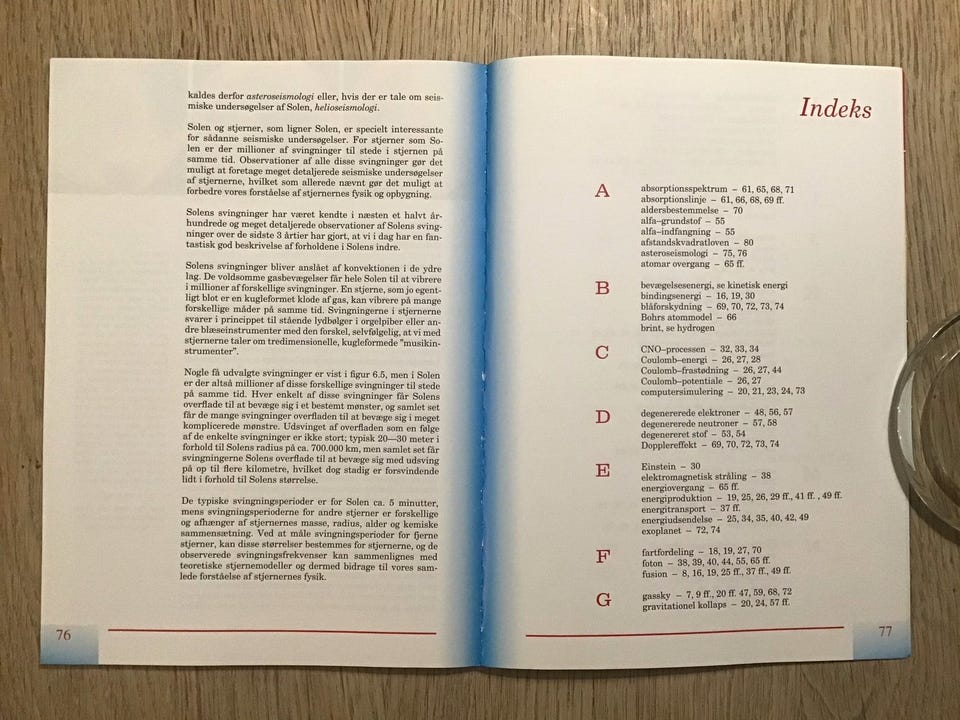 kaldes derfor asteroseismologi eller, hvis der er tale om seis-
miske undersøgelser af Solen, helioseismologi.
Solen og stjerner, som ligner Solen, er specielt interessante
for sådanne seismiske undersøgelser. For stjerner som So-
len er der millioner af svingninger til stede i stjernen på
samme tid. Observationer af alle disse svingninger gør det
muligt at foretage meget detaljerede seismiske undersøgelser
af stjernerne, hvilket som allerede nævnt gør det muligt at
forbedre vores forståelse af stjernernes fysik og opbygning.
Solens svingninger har været kendte i næsten et halvt år-
hundrede og meget detaljerede observationer af Solens sving-
ninger over de sidste 3 årtier har gjort, at vi i dag har en fan-
tastisk god beskrivelse af forholdene i Solens indre.
Solens svingninger bliver anslået af konvektionen i de ydre
lag. De voldsomme gasbevægelser får hele Solen til at vibrere
i millioner af forskellige svingninger. En stjerne, som jo egent-
ligt blot er en kugleformet klode af gas, kan vibrere på mange
forskellige måder på samme tid. Svingningerne i stjernerne
svarer i princippet til stående lydbølger i orgelpiber eller an-
dre blæseinstrumenter med den forskel, selvfølgelig, at vi med
stjernerne taler om tredimensionelle, kugleformede "musikin-
strumenter".
Nogle få udvalgte svingninger er vist i figur 6.5, men i Solen
er der altså millioner af disse forskellige svingninger til stede
på samme tid. Hver enkelt af disse svingninger får Solens
overflade til at bevæge sig i et bestemt mønster, og samlet set
får de mange svingninger overfladen til at bevæge sig i meget
komplicerede mønstre. Udsvinget af overfladen som en følge
af de enkelte svingninger er ikke stort; typisk 20—30 meter i
forhold til Solens radius på ca. 700.000 km, men samlet set får
svingningerne Solens overflade til at bevæge sig med udsving
på op til flere kilometre, hvilket dog stadig er forsvindende
lidt i forhold til Solens størrelse.
De typiske svingningsperioder er for Solen ca. 5 minutter,
mens svingningsperioderne for andre stjerner er forskellige
og afhænger af stjernernes masse, radius, alder og kemiske
sammensætning. Ved at måle svingningsperioder for fjerne
stjerner, kan disse størrelser bestemmes for stjernerne, og de
observerede svingningsfrekvenser kan sammenlignes med
teoretiske stjernemodeller og dermed bidrage til vores sam-
lede forståelse af stjernernes fysik.
76
Indeks
A
absorptionsspektrum – 61, 65, 68, 71
absorptionslinje – 61, 66, 68, 69 ff.
aldersbestemmelse – 70
alfa–grundstof – 55
alfa–indfangning – 55
afstandskvadratloven – 80
asteroseismologi – 75, 76
atomar overgang – 65 ff.
B
bevægelsesenergi, se kinetisk energi
bindingsenergi – 16, 19, 30
blåforskydning – 69, 70, 72, 73, 74
Bohrs atommodel – 66
brint, se hydrogen
C
CNO–processen – 32, 33, 34
Coulomb–energi – 26, 27, 28
Coulomb–frastødning – 26, 27, 44
Coulomb–potentiale – 26, 27
computersimulering – 20, 21, 23, 24, 73
D
degenererede elektroner – 48, 56, 57
degenererede neutroner – 57, 58
degenereret stof – 53, 54
Dopplereffekt – 69, 70, 72, 73, 74
E
Einstein – 30
elektromagnetisk stråling – 38
energiovergang – 65 ff.
energiproduktion – 19, 25, 26, 29 ff., 41 ff. , 49 ff.
energitransport – 37 ff.
energiudsendelse – 25, 34, 35, 40, 42, 49
exoplanet – 72, 74
F
fartfordeling – 18, 19, 27, 70
foton – 38, 39, 40, 44, 55, 65 ff.
fusion – 8, 16, 19, 25 ff., 37 ff., 49 ff.
G
gassky – 7, 9 ff., 20 ff. 47, 59, 68, 72
gravitationel kollaps – 20, 24, 57 ff.
77